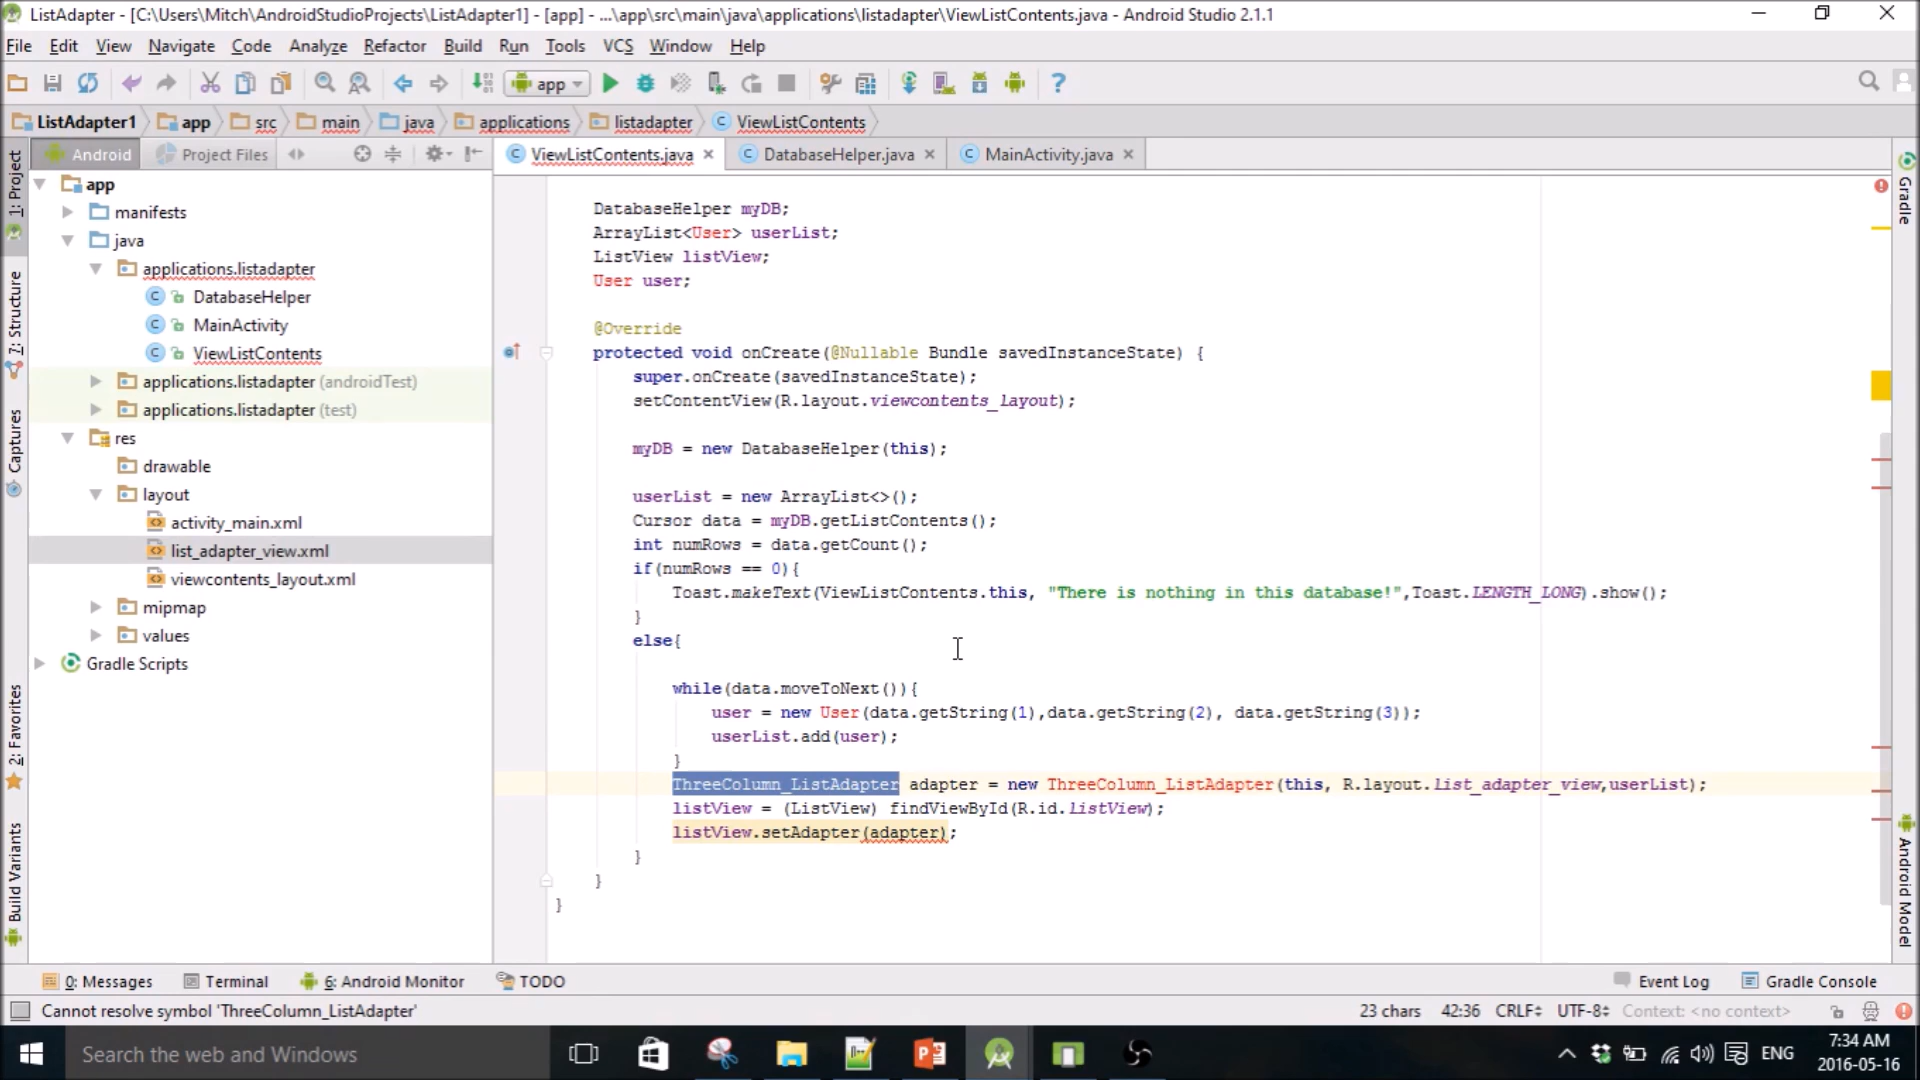 ListAdapter - [C:\Users\Mitch\AndroidStudioProjects\ListAdapter1] - [app] - ...\app\src\main\java\applications\listadapter\ViewListContents.java - Android Studio 2.1.1
File Edit View Navigate Code Analyze Refactor Build Run Tools VCS Window Help
app
ListAdapter1 app src main java applications listadapter ViewListContents
Android Project Files
ViewListContents.java DatabaseHelper.java MainActivity.java
1: Project
7: Structure
Captures
2: Favorites
Build Variants
app
manifests
java
applications.listadapter
DatabaseHelper
MainActivity
ViewListContents
applications.listadapter (androidTest)
applications.listadapter (test)
res
drawable
layout
activity_main.xml
list_adapter_view.xml
viewcontents_layout.xml
mipmap
values
Gradle Scripts
DatabaseHelper myDB;
ArrayList<User> userList;
ListView listView;
User user;
@Override
protected void onCreate(@Nullable Bundle savedInstanceState) {
super.onCreate(savedInstanceState);
setContentView(R.layout.viewcontents_layout);
myDB = new DatabaseHelper(this);
userList = new ArrayList<>();
Cursor data = myDB.getListContents();
int numRows = data.getCount();
if(numRows == 0){
Toast.makeText(ViewListContents.this, "There is nothing in this database!",Toast.LENGTH_LONG).show();
}
else{
while(data.moveToNext()){
user = new User(data.getString(1),data.getString(2), data.getString(3));
userList.add(user);
}
ThreeColumn_ListAdapter adapter = new ThreeColumn_ListAdapter(this, R.layout.list_adapter_view,userList);
listView = (ListView) findViewById(R.id.listView);
listView.setAdapter(adapter);
}
}
}
Gradle
Android Model
0: Messages Terminal 6: Android Monitor TODO Event Log Gradle Console
Cannot resolve symbol 'ThreeColumn_ListAdapter' 23 chars 42:36 CRLF UTF-8 Context: <no context>
Search the web and Windows
ENG
7:34 AM
2016-05-16